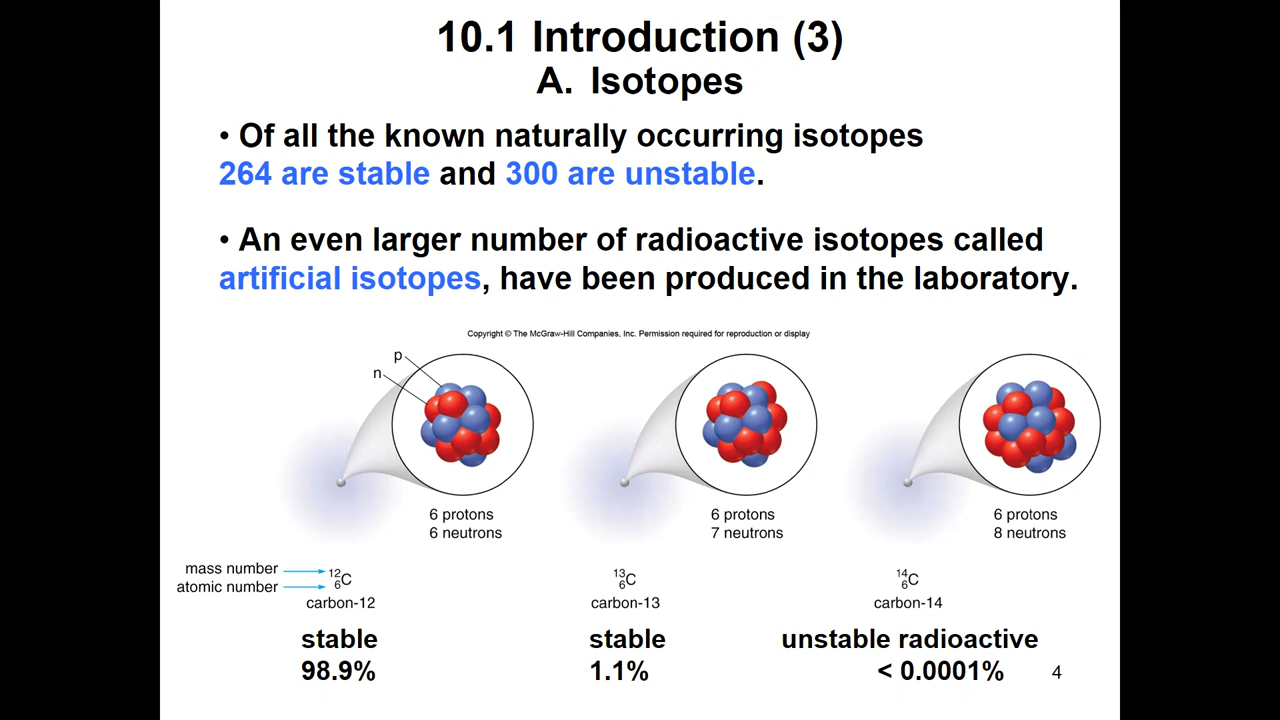 10.1 Introduction (3)
A. Isotopes
• Of all the known naturally occurring isotopes
264 are stable and 300 are unstable.
• An even larger number of radioactive isotopes called
artificial isotopes, have been produced in the laboratory.
Copyright © The McGraw-Hill Companies, Inc. Permission required for reproduction or display
p
n
6 protons
6 neutrons
6 protons
7 neutrons
6 protons
8 neutrons
mass number
atomic number
12
6C
carbon-12
13
6C
carbon-13
14
6C
carbon-14
stable
98.9%
stable
1.1%
unstable radioactive
< 0.0001%
4